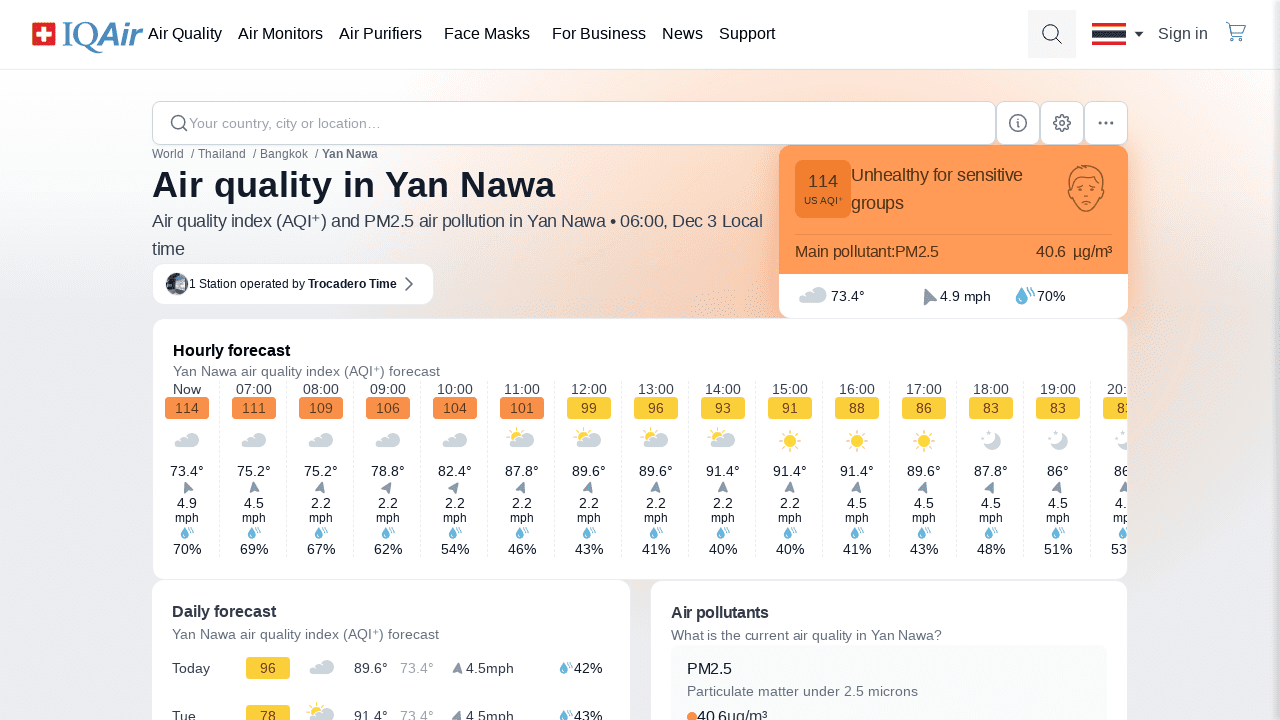 IQAir Air Quality Air Monitors Air Purifiers Face Masks For Business News Support Sign in
Your country, city or location…
World / Thailand / Bangkok / Yan Nawa
Air quality in Yan Nawa
Air quality index (AQI⁺) and PM2.5 air pollution in Yan Nawa • 06:00, Dec 3 Local
time
1 Station operated by Trocadero Time
114
US AQI⁺
Unhealthy for sensitive
groups
Main pollutant:PM2.5 40.6 µg/m³
73.4° 4.9 mph 70%
Hourly forecast
Yan Nawa air quality index (AQI⁺) forecast
Now 07:00 08:00 09:00 10:00 11:00 12:00 13:00 14:00 15:00 16:00 17:00 18:00 19:00
114 111 109 106 104 101 99 96 93 91 88 86 83 83
73.4° 75.2° 75.2° 78.8° 82.4° 87.8° 89.6° 89.6° 91.4° 91.4° 91.4° 89.6° 87.8° 86°
4.9 4.5 2.2 2.2 2.2 2.2 2.2 2.2 2.2 2.2 4.5 4.5 4.5 4.5
mph mph mph mph mph mph mph mph mph mph mph mph mph mph
70% 69% 67% 62% 54% 46% 43% 41% 40% 40% 41% 43% 48% 51%
Daily forecast
Yan Nawa air quality index (AQI⁺) forecast
Today 96 89.6° 73.4° 4.5mph 42%
Tue 78 91.4° 73.4° 4.5mph 43%
Air pollutants
What is the current air quality in Yan Nawa?
PM2.5
Particulate matter under 2.5 microns
40.6µg/m³